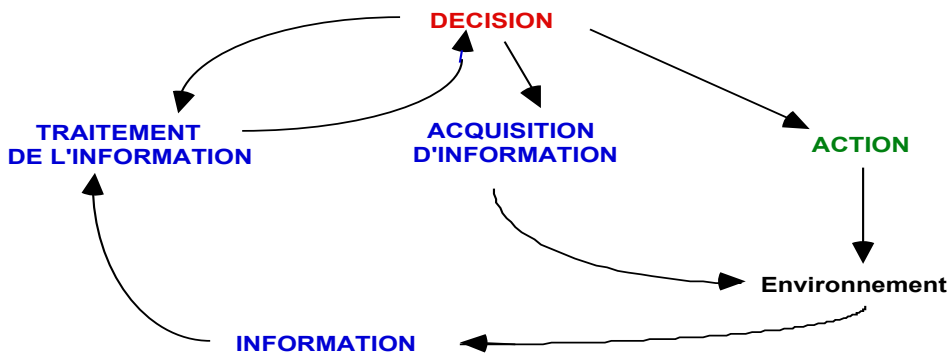 DECISION
TRAITEMENT
DE L'INFORMATION
ACQUISITION
D'INFORMATION
ACTION
Environnement
INFORMATION